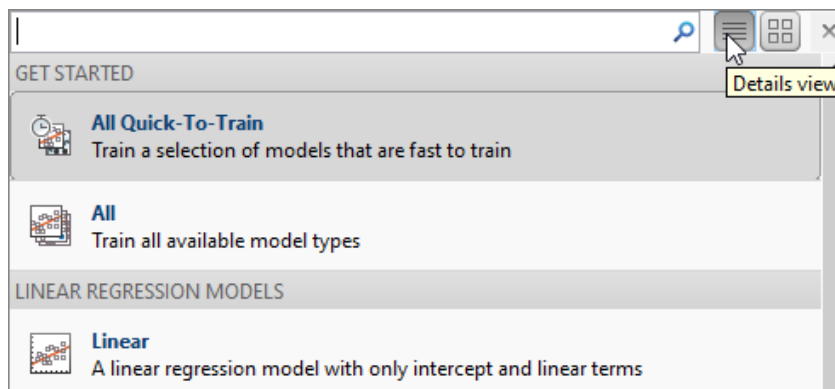 Details view
GET STARTED
All Quick-To-Train
Train a selection of models that are fast to train
All
Train all available model types
LINEAR REGRESSION MODELS
Linear
A linear regression model with only intercept and linear terms